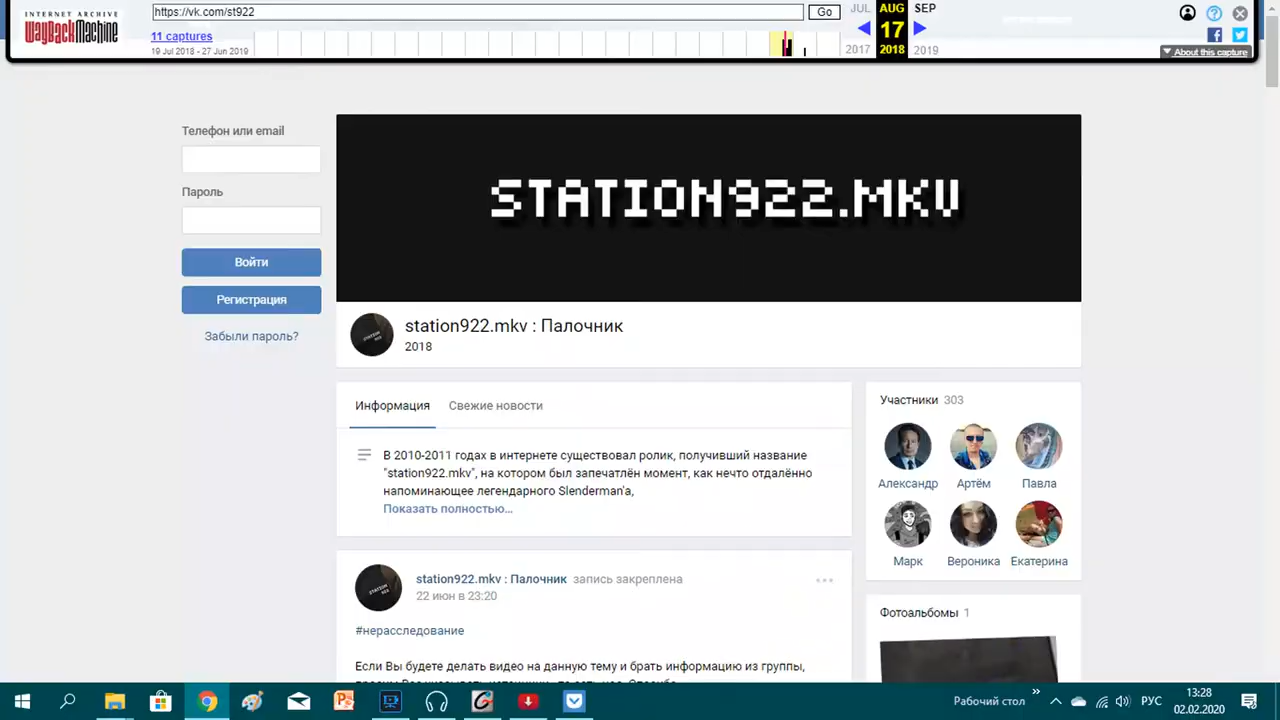 INTERNET ARCHIVE
WayBackMachine
https://vk.com/st922
Go
JUL
AUG
SEP
11 captures
19 Jul 2018 - 27 Jun 2019
17
2017
2018
2019
About this capture
Телефон или email
Пароль
Войти
Регистрация
Забыли пароль?
STATION922.MKV
station922.mkv : Палочник
2018
Информация
Свежие новости
В 2010-2011 годах в интернете существовал ролик, получивший название
"station922.mkv", на котором был запечатлён момент, как нечто отдалённо
напоминающее легендарного Slenderman'a,
Показать полностью...
Участники 303
Александр
Артём
Павла
Марк
Вероника
Екатерина
station922.mkv : Палочник запись закреплена
22 июн в 23:20
#нерасследование
Если Вы будете делать видео на данную тему и брать информацию из группы,
Фотоальбомы 1
Рабочий стол
РУС
13:28
02.02.2020